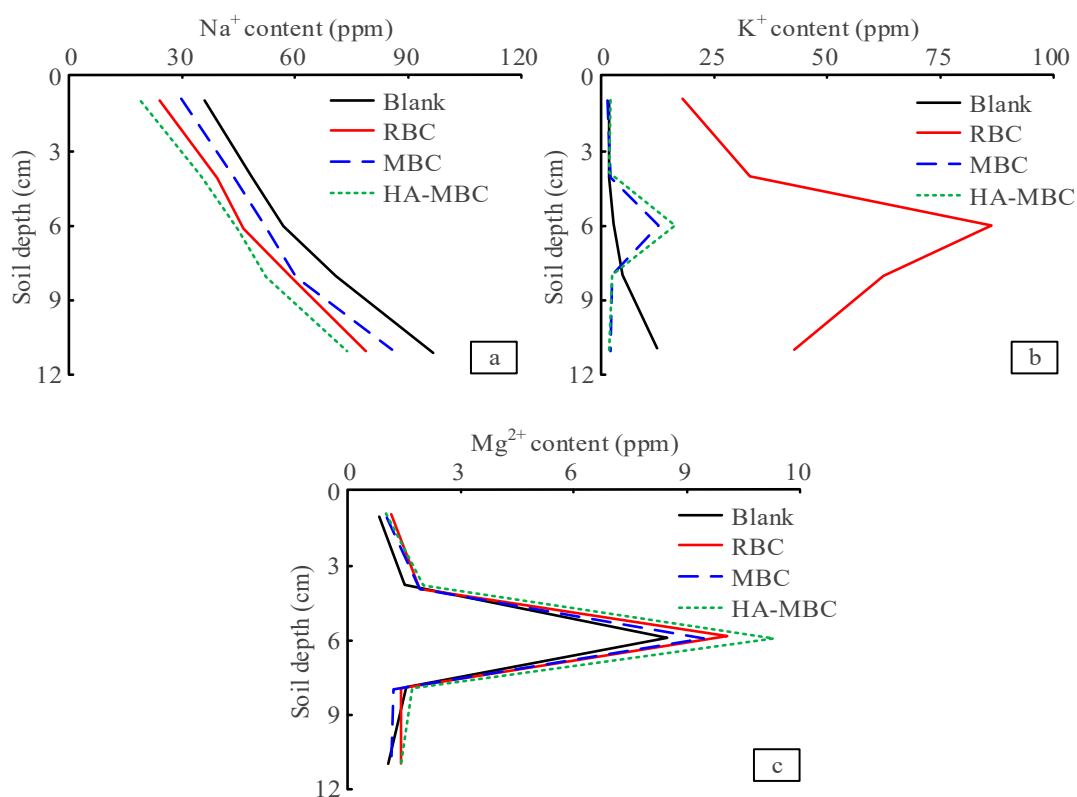 Na⁺ content (ppm)
0 30 60 90 120
0
3
6
9
12
Soil depth (cm)
Blank
RBC
MBC
HA-MBC
a
K⁺ content (ppm)
0 25 50 75 100
0
3
6
9
12
Soil depth (cm)
Blank
RBC
MBC
HA-MBC
b
Mg²⁺ content (ppm)
0 3 6 9 10
0
3
6
9
12
Soil depth (cm)
Blank
RBC
MBC
HA-MBC
c